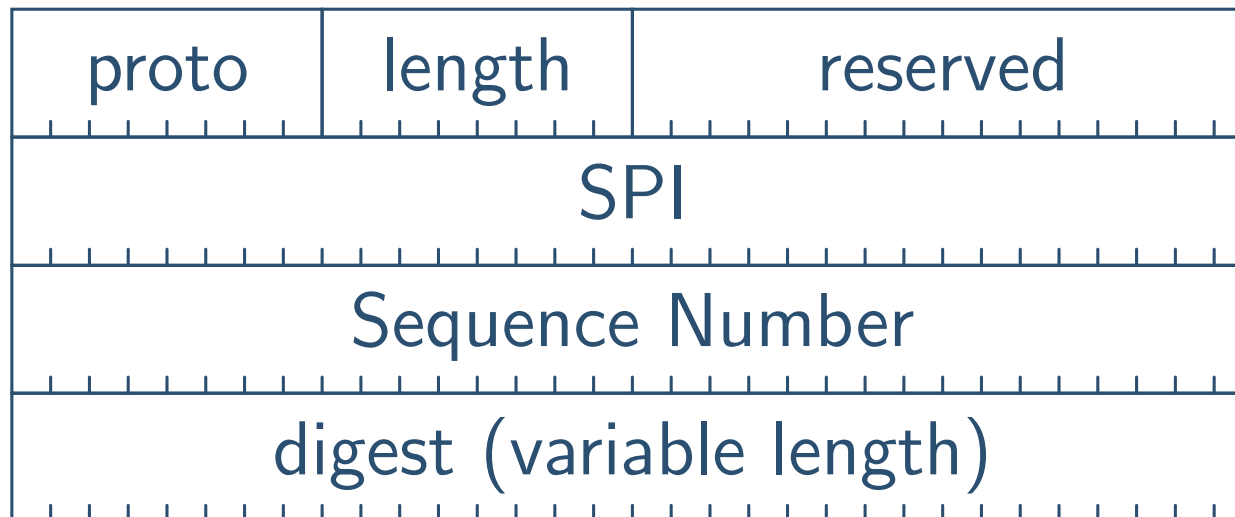 proto length reserved
SPI
Sequence Number
digest (variable length)